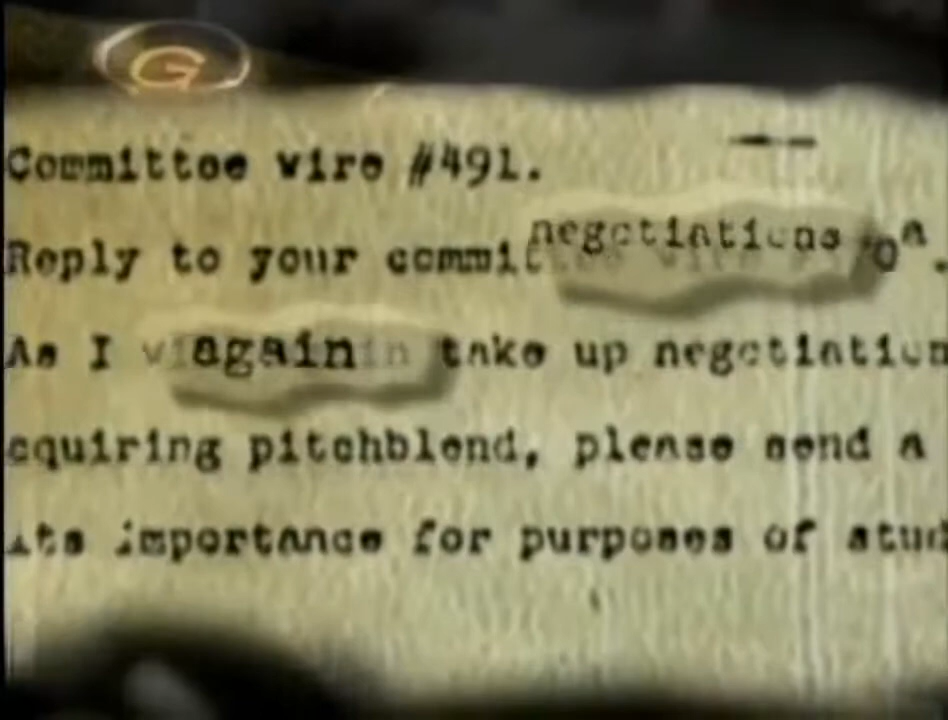 G
Committee wire #491.
negotiations
Reply to your commit
As I again take up negotiation
cquiring pitchblend, please send a
its importance for purposes of stud